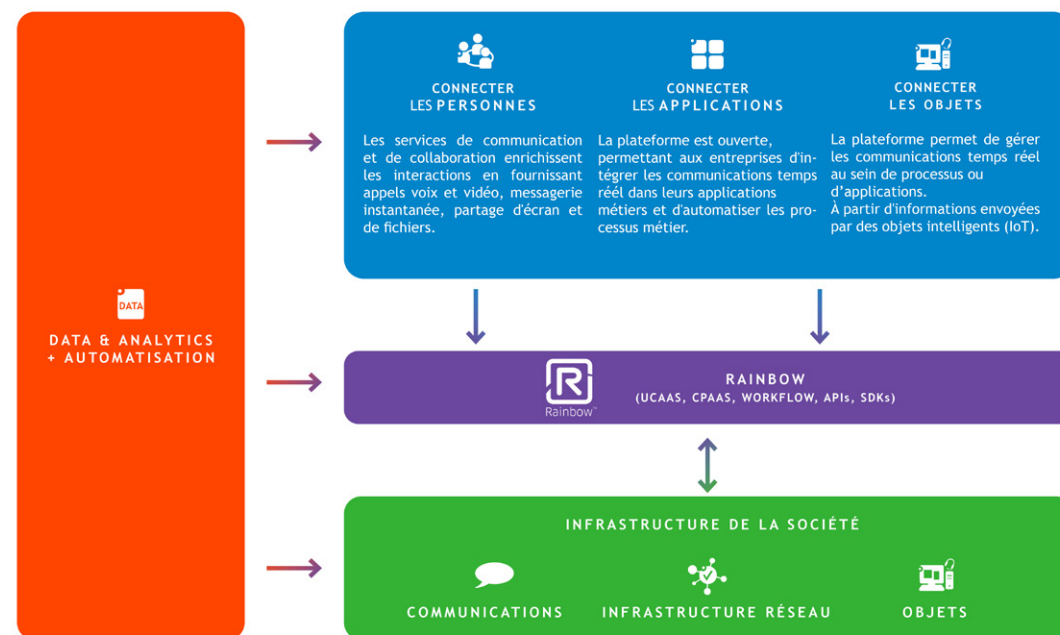 DATA
DATA & ANALYTICS
+ AUTOMATISATION
CONNECTER
LES PERSONNES
Les services de communication
et de collaboration enrichissent
les interactions en fournissant
appels voix et vidéo, messagerie
instantanée, partage d'écran et
de fichiers.
CONNECTER
LES APPLICATIONS
La plateforme est ouverte,
permettant aux entreprises d'in-
tégrer les communications temps
réél dans leurs applications
métiers et d'automatiser les pro-
cessus métier.
CONNECTER
LES OBJETS
La plateforme permet de gérer
les communications temps réel
au sein de processus ou
d'applications.
À partir d'informations envoyées
par des objets intelligents (IoT).
R
Rainbow™
RAINBOW
(UCAAS, CPAAS, WORKFLOW, APIs, SDKs)
INFRASTRUCTURE DE LA SOCIÉTÉ
COMMUNICATIONS
INFRASTRUCTURE RÉSEAU
OBJETS